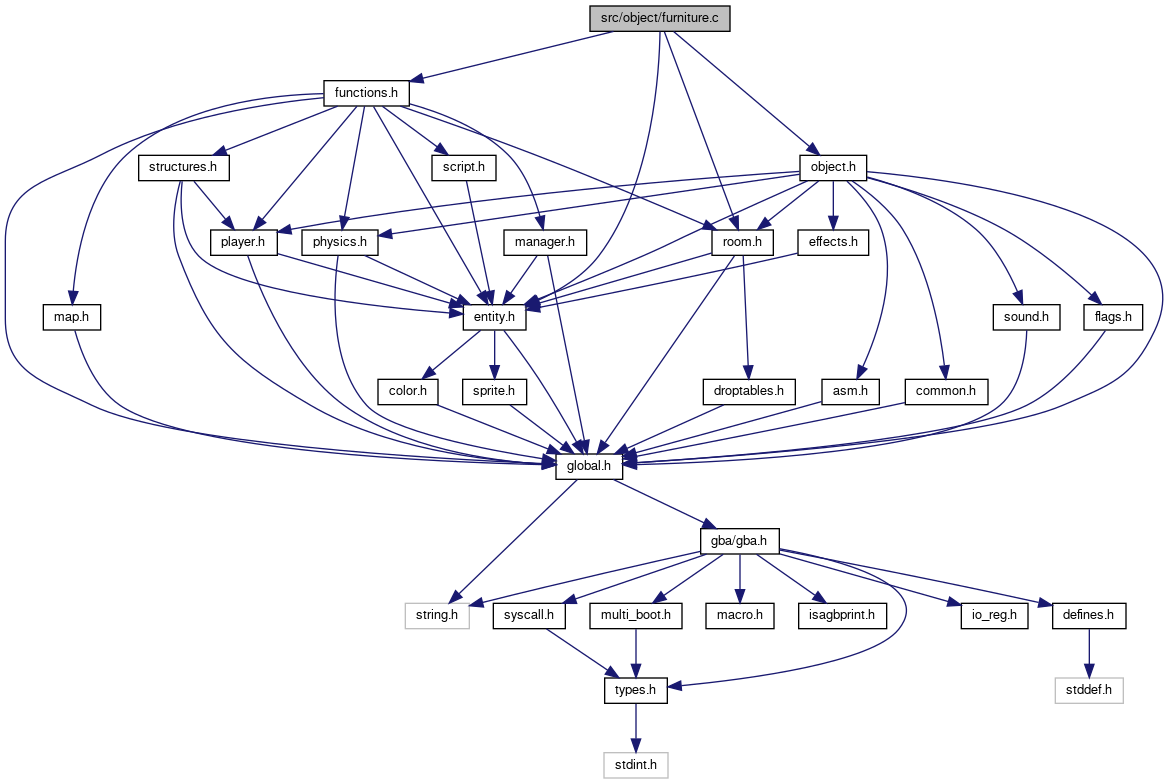 src/object/furniture.c
functions.h
structures.h
script.h
object.h
player.h
physics.h
manager.h
room.h
effects.h
map.h
entity.h
sound.h
flags.h
color.h
sprite.h
droptables.h
asm.h
common.h
global.h
gba/gba.h
string.h
syscall.h
multi_boot.h
macro.h
isagbprint.h
io_reg.h
defines.h
types.h
stddef.h
stdint.h